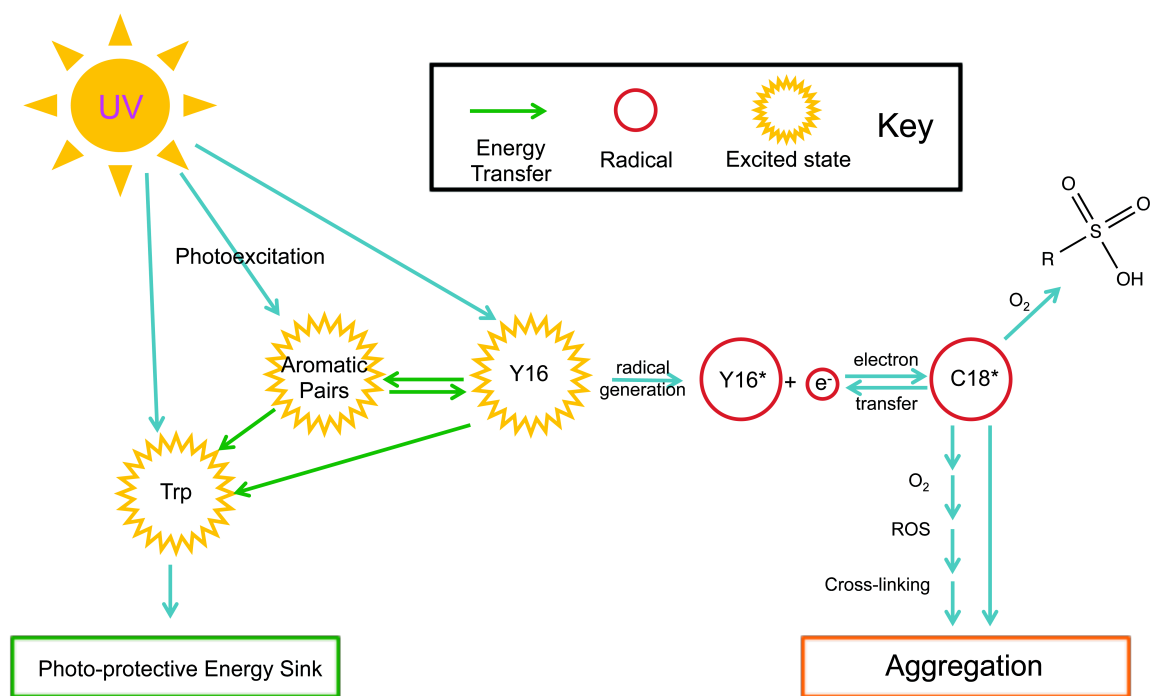 UV
Key
Energy
Transfer
Radical
Excited state
Photoexcitation
Aromatic
Pairs
Y16
radical
generation
Y16*
+
e-
electron
transfer
C18*
O2
R
S
O
O
OH
Trp
O2
ROS
Cross-linking
Photo-protective Energy Sink
Aggregation